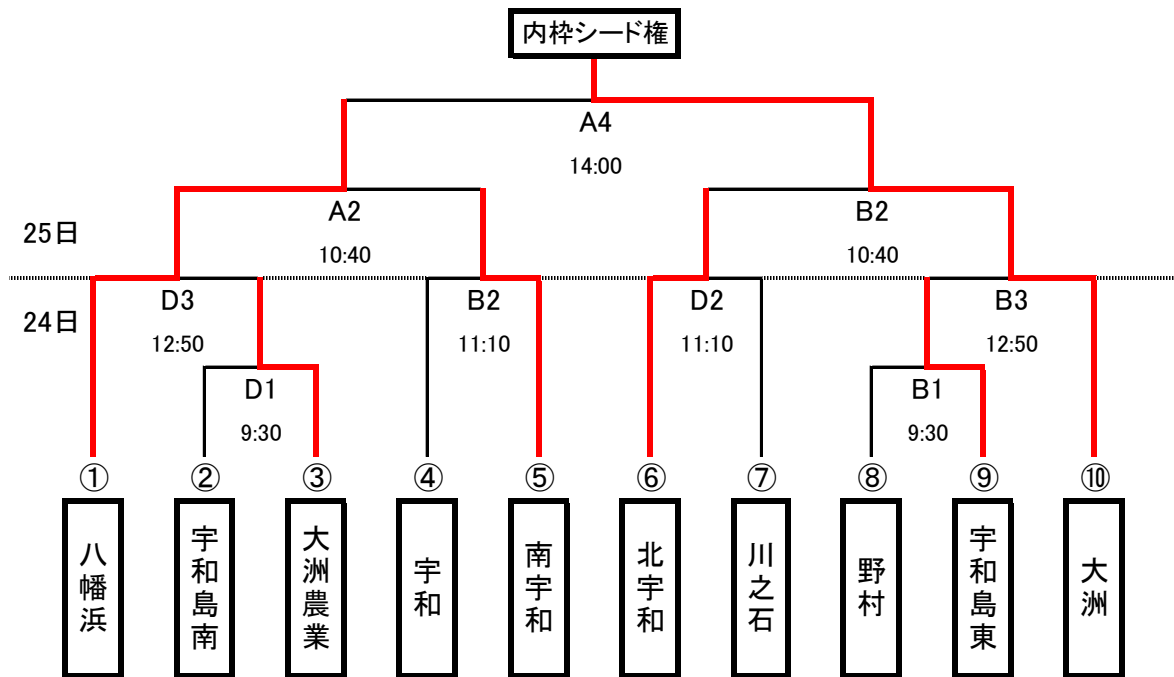 内枠シード権
A4
14:00
A2
B2
25日
10:40
10:40
D3
B2
D2
B3
24日
12:50
11:10
11:10
12:50
D1
B1
9:30
9:30
①
②
③
④
⑤
⑥
⑦
⑧
⑨
⑩
八幡浜
宇和島南
大洲農業
宇和
南宇和
北宇和
川之石
野村
宇和島東
大洲